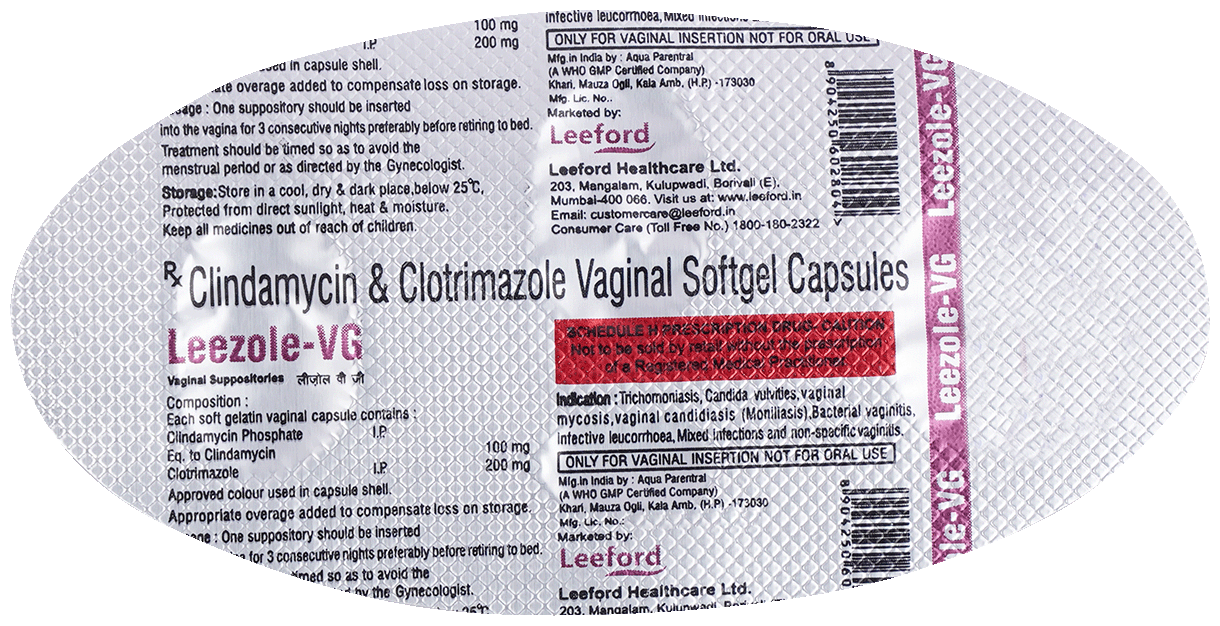 100 mg
I.P. 200 mg
in capsule shell.
overage added to compensate loss on storage.
: One suppository should be inserted
into the vagina for 3 consecutive nights preferably before retiring to bed.
Treatment should be timed so as to avoid the
menstrual period or as directed by the Gynecologist.
Storage:Store in a cool, dry & dark place,below 25℃,
Protected from direct sunlight, heat & moisture.
Keep all medicines out of reach of children.
Infective leucorrhoea, Mixed Infections
ONLY FOR VAGINAL INSERTION NOT FOR ORAL USE
Mfg.in India by : Aqua Parentral
(A WHO GMP Certified Company)
Khari, Mauza Ogli, Kala Amb, (H.P.) -173030
Mfg. Lic. No..
Marketed by:
Leeford
Leeford Healthcare Ltd.
203, Mangalam, Kulupwadi, Borivali (E).
Mumbai-400 066. Visit us at: www.leeford.in
Email: customercare@leeford.in
Consumer Care (Toll Free No.) 1800-180-2322
8904250602804
Rx Clindamycin & Clotrimazole Vaginal Softgel Capsules
Leezole-VG
Vaginal Suppositories लीज़ोल वी जी
Composition :
Each soft gelatin vaginal capsule contains :
Clindamycin Phosphate I.P.
Eq. to Clindamycin 100 mg
Clotrimazole I.P. 200 mg
Approved colour used in capsule shell.
Appropriate overage added to compensate loss on storage.
: One suppository should be inserted
for 3 consecutive nights preferably before retiring to bed.
so as to avoid the
by the Gynecologist.
SCHEDULE H PRESCRIPTION DRUG- CAUTION
Not to be sold by retail without the prescription
of a Registered Medical Practitioner
Indication : Trichomoniasis, Candida vulvities, vaginal
mycosis,vaginal candidiasis (Moniliasis),Bacterial vaginitis,
Infective leucorrhoea, Mixed Infections and non-spacific vaginitis.
ONLY FOR VAGINAL INSERTION NOT FOR ORAL USE
Mfg.in India by : Aqua Parentral
(A WHO GMP Certified Company)
Khari, Mauza Ogli, Kala Amb, (H.P) -173030
Mfg. Lic. No.:
Marketed by:
Leeford
Leeford Healthcare Ltd.
203, Mangalam, Kulupwadi,
89042506
Leezole-VG
Leezole-VG
Leezole-VG